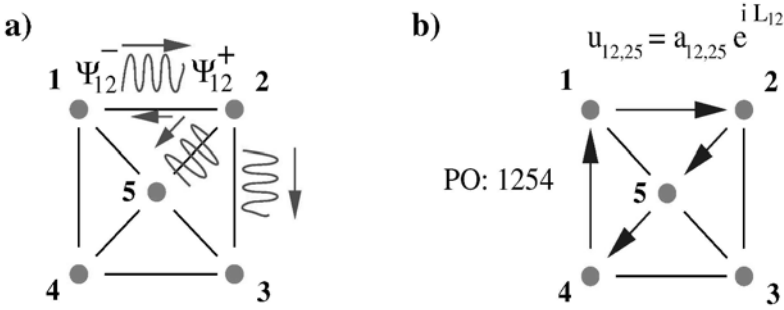 a)
Ψ₁₂⁻ Ψ₁₂⁺
1 2
5
4 3
b)
u₁₂,₂₅ = a₁₂,₂₅ e^{i L₁₂}
1 2
PO: 1254 5
4 3